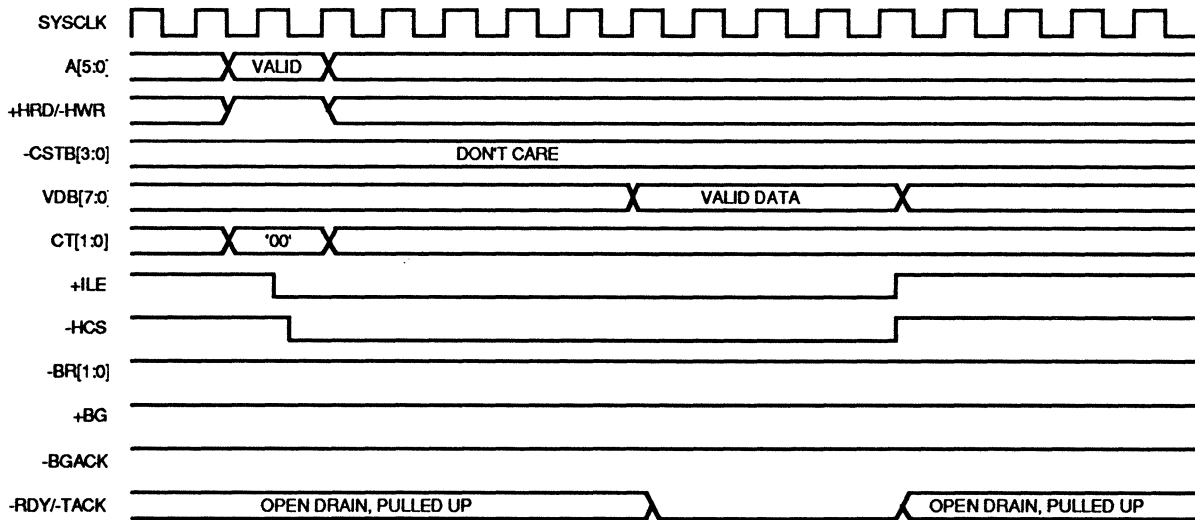 SYSCLK
A[5:0]
VALID
+HRD/-HWR
-CSTB[3:0]
DON'T CARE
VDB[7:0]
VALID DATA
CT[1:0]
'00'
+ILE
-HCS
-BR[1:0]
+BG
-BGACK
-RDY/-TACK
OPEN DRAIN, PULLED UP
OPEN DRAIN, PULLED UP